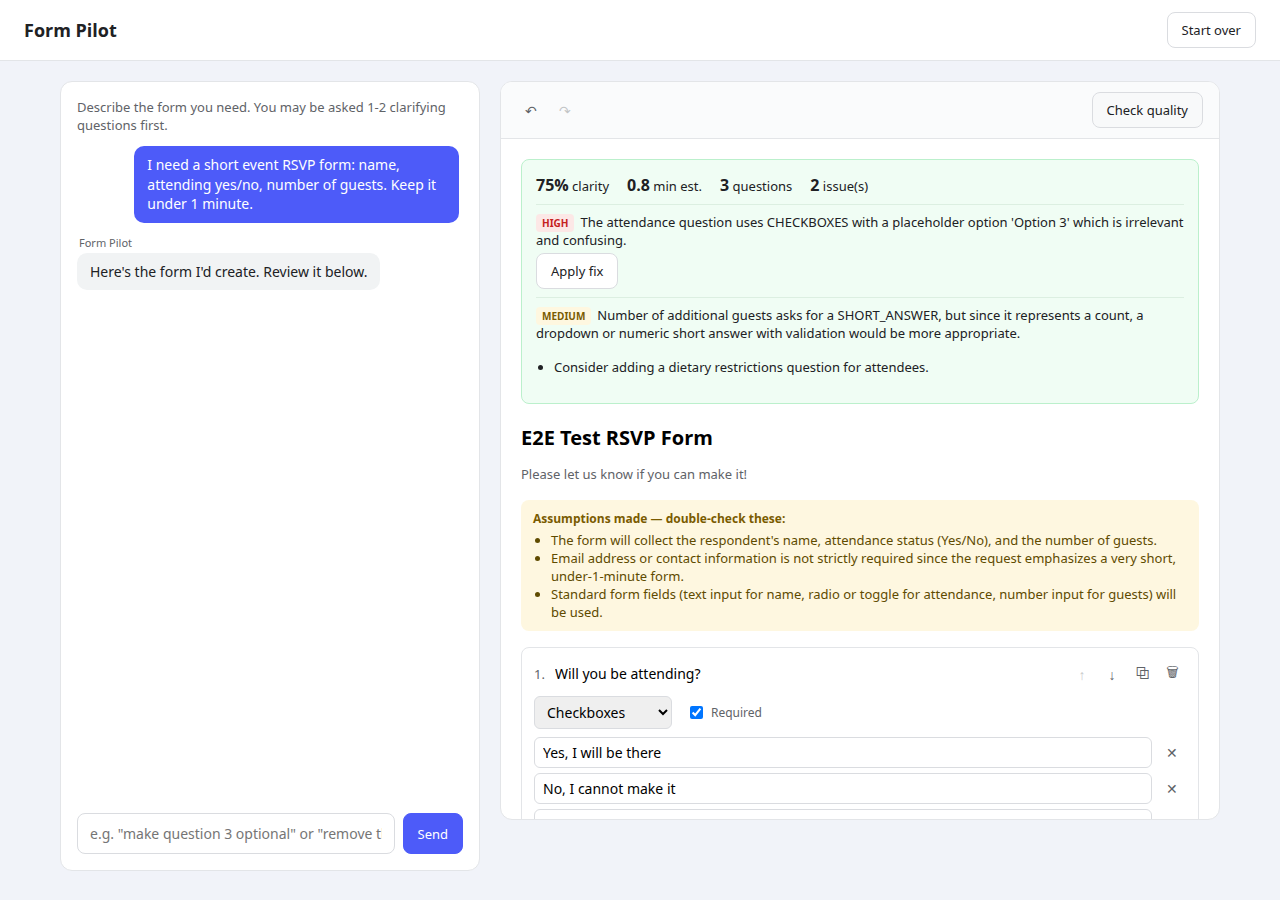 Form Pilot
Start over
Describe the form you need. You may be asked 1-2 clarifying
questions first.
I need a short event RSVP form: name,
attending yes/no, number of guests. Keep it
under 1 minute.
Form Pilot
Here's the form I'd create. Review it below.
e.g. "make question 3 optional" or "remove t
Send
↶ ↷
Check quality
75% clarity 0.8 min est. 3 questions 2 issue(s)
HIGH The attendance question uses CHECKBOXES with a placeholder option 'Option 3' which is irrelevant
and confusing.
Apply fix
MEDIUM Number of additional guests asks for a SHORT_ANSWER, but since it represents a count, a
dropdown or numeric short answer with validation would be more appropriate.
• Consider adding a dietary restrictions question for attendees.
E2E Test RSVP Form
Please let us know if you can make it!
Assumptions made — double-check these:
• The form will collect the respondent's name, attendance status (Yes/No), and the number of guests.
• Email address or contact information is not strictly required since the request emphasizes a very short,
under-1-minute form.
• Standard form fields (text input for name, radio or toggle for attendance, number input for guests) will
be used.
1. Will you be attending? ↑ ↓
Checkboxes Required
Yes, I will be there ✕
No, I cannot make it ✕